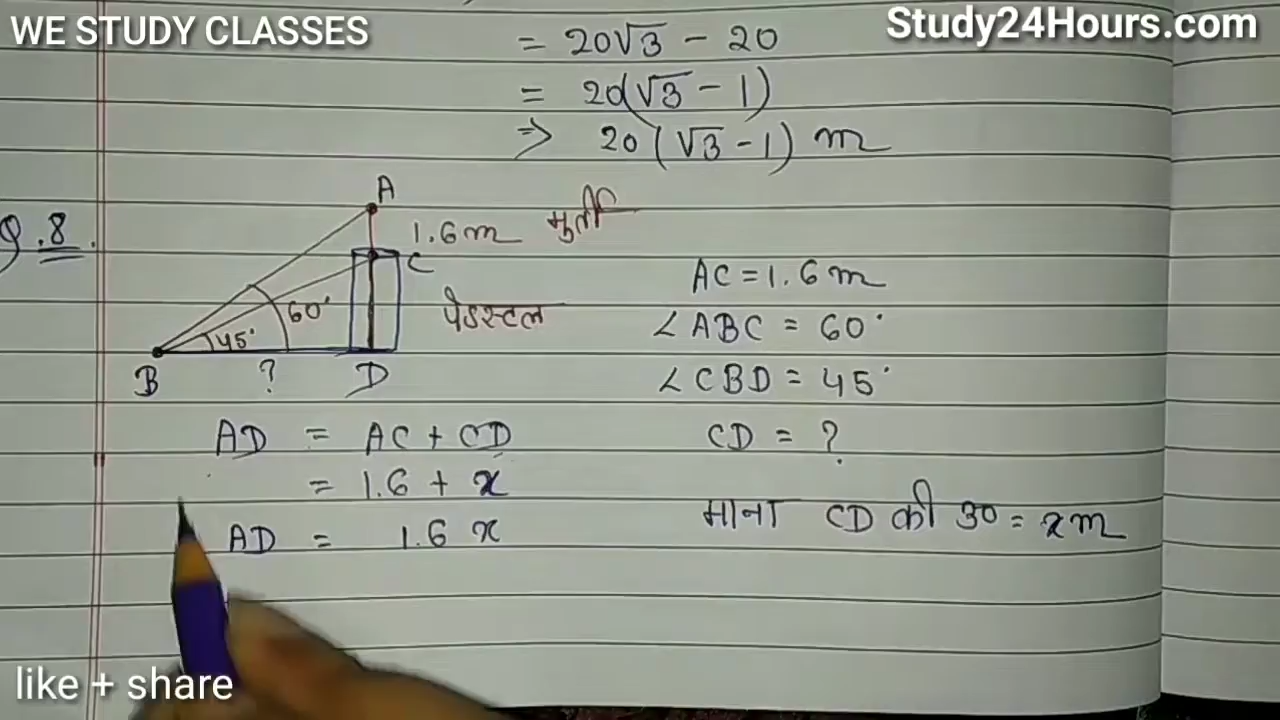 WE STUDY CLASSES
Study24Hours.com
= 20√3 - 20
= 20(√3 - 1)
⇒ 20(√3-1) m
Q.8.
A
1.6m मुर्ती
C
60°
45°
पेडस्टल
B ? D
AC = 1.6 m
∠ABC = 60°
∠CBD = 45°
CD = ?
माना CD की ऊ० = x m
AD = AC + CD
= 1.6 + x
AD = 1.6 x
like + share